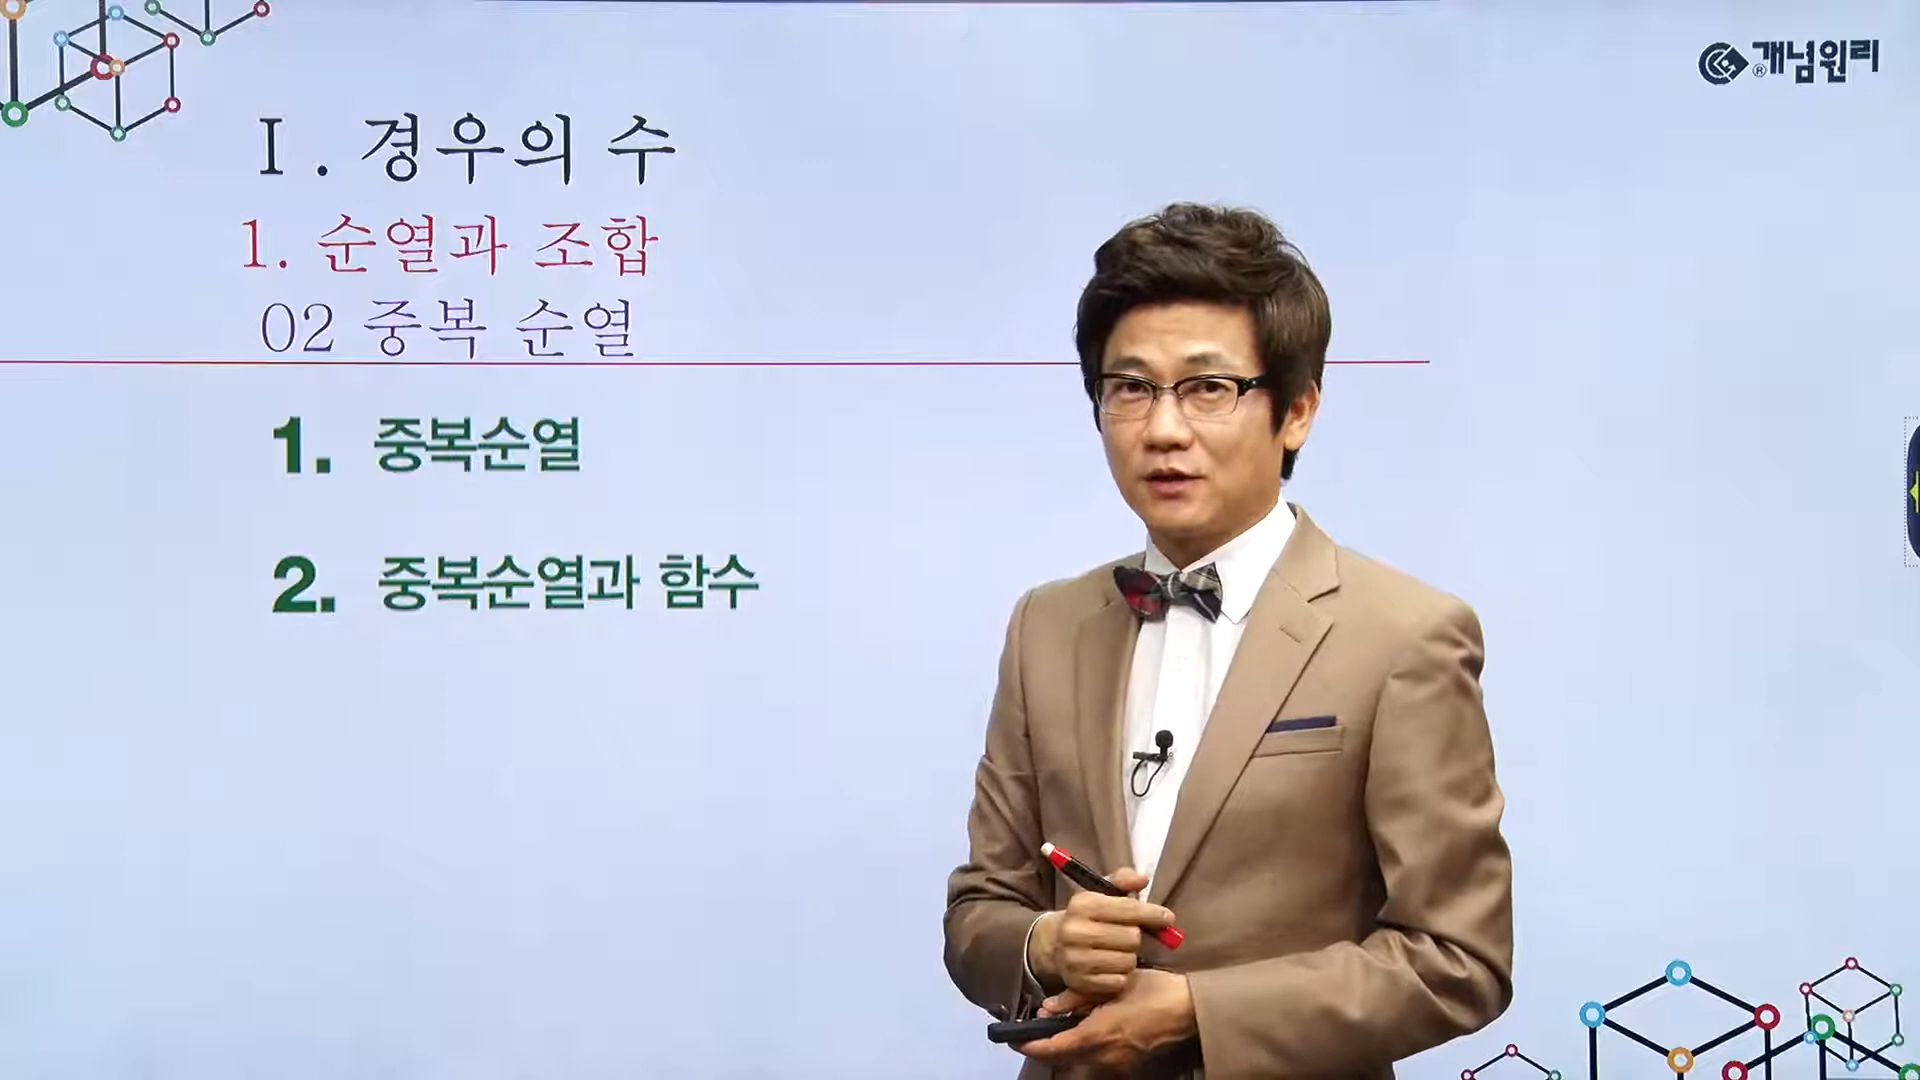 Ⅰ. 경우의 수
1. 순열과 조합
02 중복 순열
1. 중복순열
2. 중복순열과 함수
® 개념원리